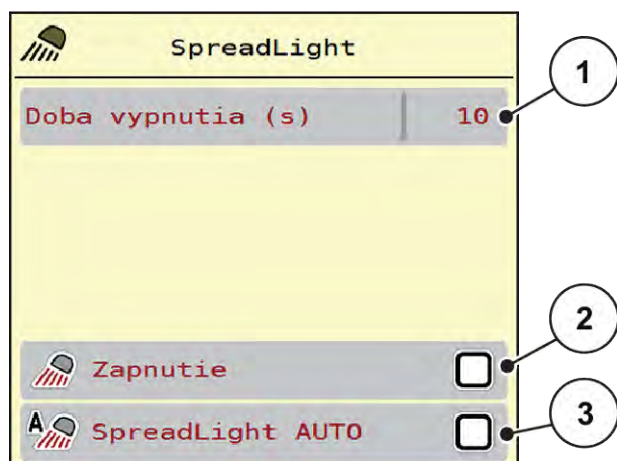 SpreadLight
1
Doba vypnutia (s) 10
2
Zapnutie
A
SpreadLight AUTO
3